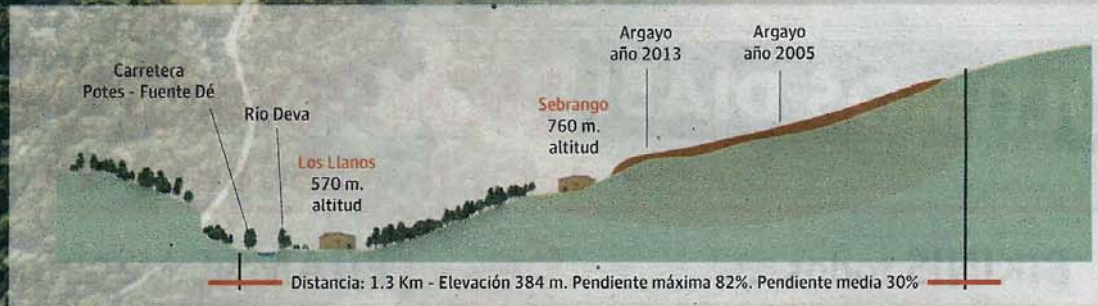 Argayo
año 2013
Argayo
año 2005
Carretera
Potes - Fuente Dé
Río Deva
Sebrango
760 m.
altitud
Los Llanos
570 m.
altitud
Distancia: 1.3 Km - Elevación 384 m. Pendiente máxima 82%. Pendiente media 30%